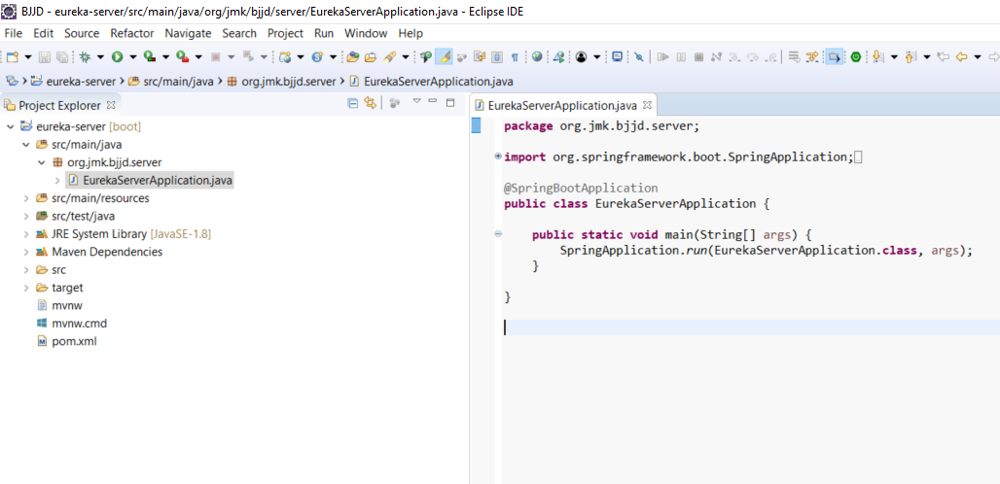 BJJD - eureka-server/src/main/java/org/jmk/bjjd/server/EurekaServerApplication.java - Eclipse IDE
File Edit Source Refactor Navigate Search Project Run Window Help
eureka-server src/main/java org.jmk.bjjd.server EurekaServerApplication.java
Project Explorer
eureka-server [boot]
src/main/java
org.jmk.bjjd.server
EurekaServerApplication.java
src/main/resources
src/test/java
JRE System Library [JavaSE-1.8]
Maven Dependencies
src
target
mvnw
mvnw.cmd
pom.xml
EurekaServerApplication.java
package org.jmk.bjjd.server;
import org.springframework.boot.SpringApplication;
@SpringBootApplication
public class EurekaServerApplication {
public static void main(String[] args) {
SpringApplication.run(EurekaServerApplication.class, args);
}
}